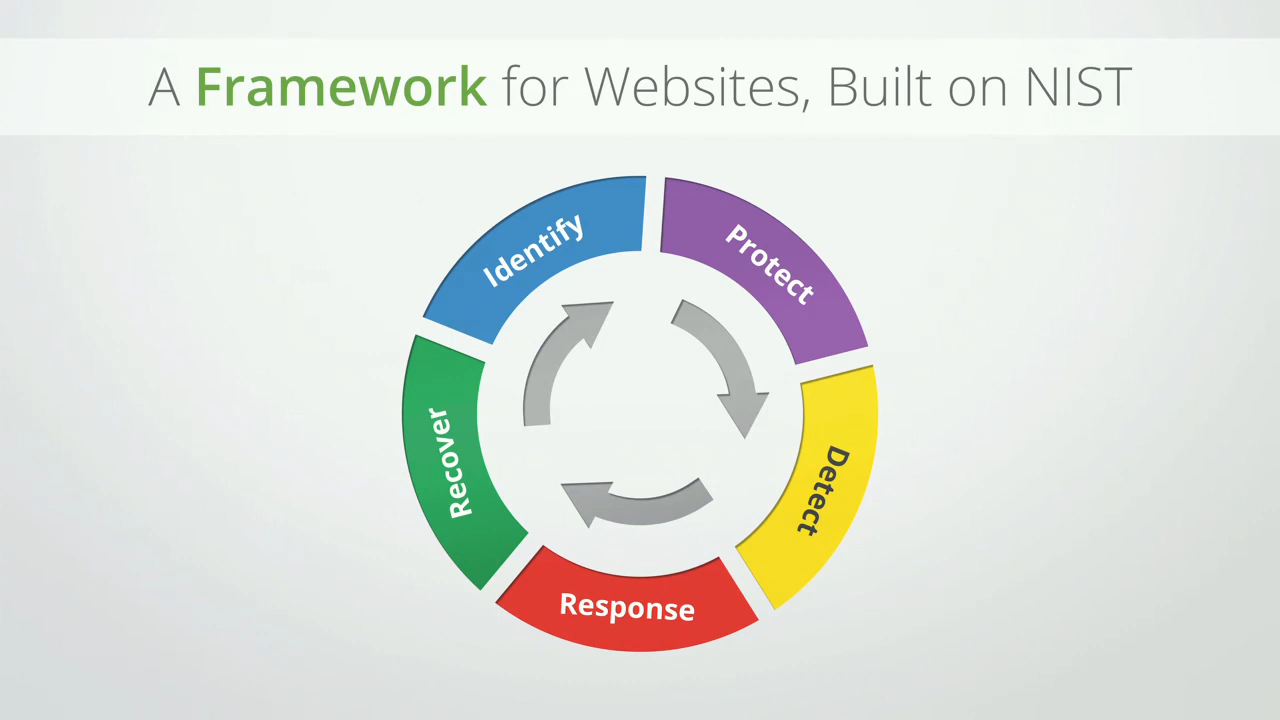 A Framework for Websites, Built on NIST
Identify
Protect
Detect
Response
Recover